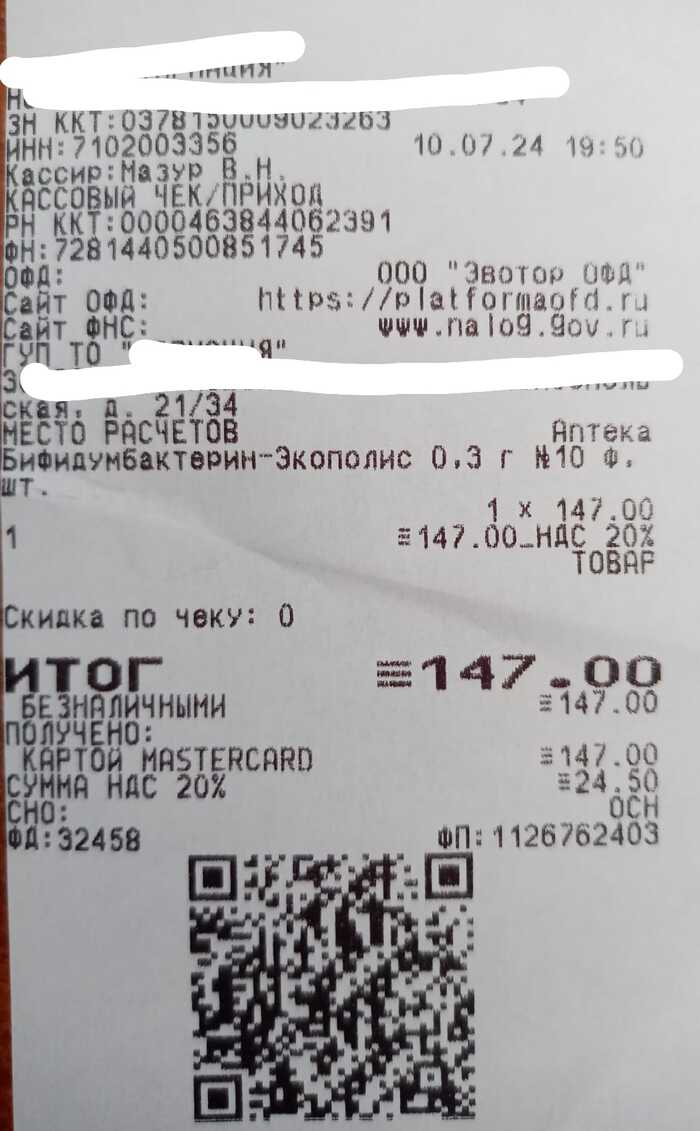 ЗН ККТ:0378150009023263
ИНН:7102003356 10.07.24 19:50
Кассир:Мазур В.Н.
КАССОВЫЙ ЧЕК/ПРИХОД
РН ККТ:0000463844062391
ФН:7281440500851745
ОФД: ООО "Эвотор ОФД"
Сайт ОФД: https://platformaofd.ru
Сайт ФНС: www.nalog.gov.ru
ГУП ТО "
ская, д. 21/34
МЕСТО РАСЧЕТОВ Аптека
Бифидумбактерин-Экополис 0,3 г №10 ф.
шт.
1 x 147.00
1 ≡147.00_НДС 20%
ТОВАР
Скидка по чеку: 0
ИТОГ ≡147.00
БЕЗНАЛИЧНЫМИ ≡147.00
ПОЛУЧЕНО:
КАРТОЙ MASTERCARD ≡147.00
СУММА НДС 20% ≡24.50
СНО: ОСН
ФД:32458 ФП:1126762403